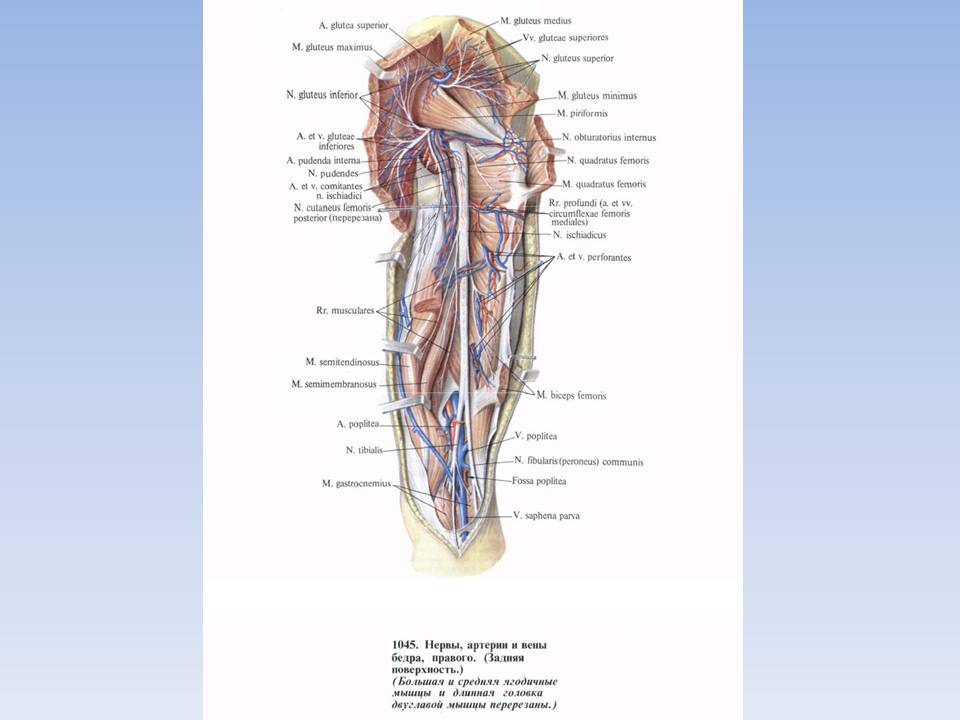 A. glutea superior
M. gluteus maximus
N. gluteus inferior
A. et v. gluteae
inferiores
A. pudenda interna
N. pudendes
A. et v. comitantes
n. ischiadici
N. cutaneus femoris
posterior (перерезана)
Rr. musculares
M. semitendinosus
M. semimembranosus
A. poplitea
N. tibialis
M. gastrocnemius
M. gluteus medius
Vv. gluteae superiores
N. gluteus superior
M. gluteus minimus
M. piriformis
N. obturatorius internus
N. quadratus femoris
M. quadratus femoris
Rr. profundi (a. et vv.
circumflexae femoris
mediales)
N. ischiadicus
A. et v. perforantes
M. biceps femoris
V. poplitea
N. fibularis (peroneus) communis
Fossa poplitea
V. saphena parva
1045. Нервы, артерии и вены
бедра, правого. (Задняя
поверхность.)
(Большая и средняя ягодичные
мышцы и длинная головка
двуглавой мышцы перерезаны.)